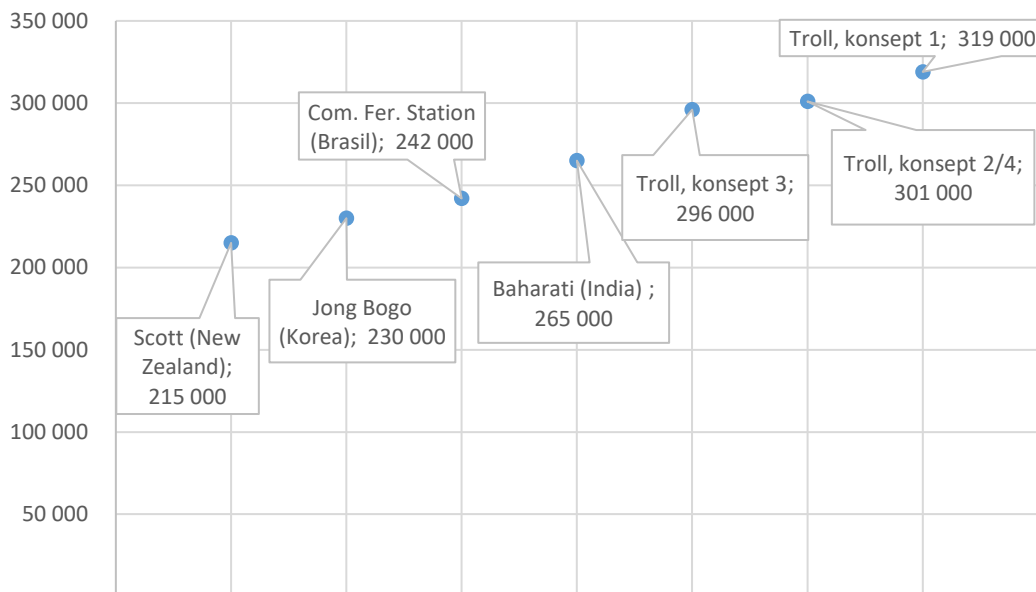 350 000
300 000
250 000
200 000
150 000
100 000
50 000
Scott (New
Zealand);
215 000
Jong Bogo
(Korea); 230 000
Com. Fer. Station
(Brasil); 242 000
Baharati (India) ;
265 000
Troll, konsept 3;
296 000
Troll, konsept 2/4;
301 000
Troll, konsept 1; 319 000